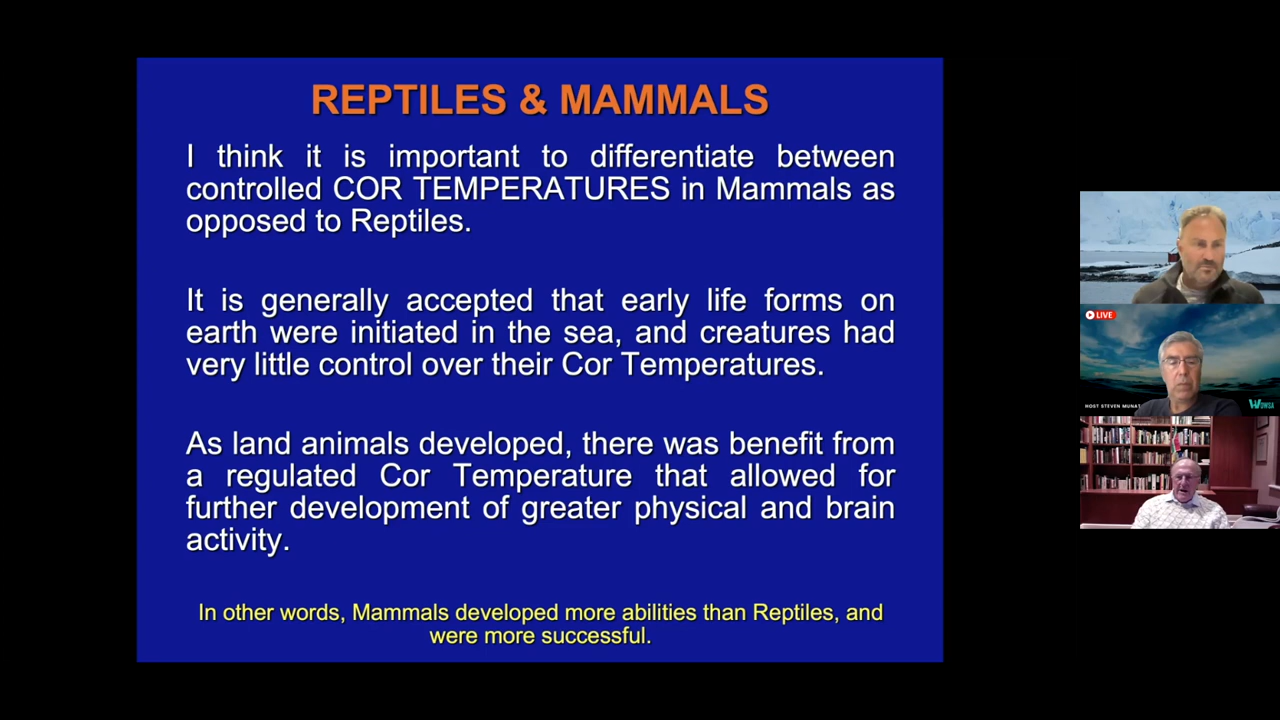 REPTILES & MAMMALS
I think it is important to differentiate between
controlled COR TEMPERATURES in Mammals as
opposed to Reptiles.
It is generally accepted that early life forms on
earth were initiated in the sea, and creatures had
very little control over their Cor Temperatures.
As land animals developed, there was benefit from
a regulated Cor Temperature that allowed for
further development of greater physical and brain
activity.
In other words, Mammals developed more abilities than Reptiles, and
were more successful.
LIVE
HOST STEVEN MUNAT
WOWSA